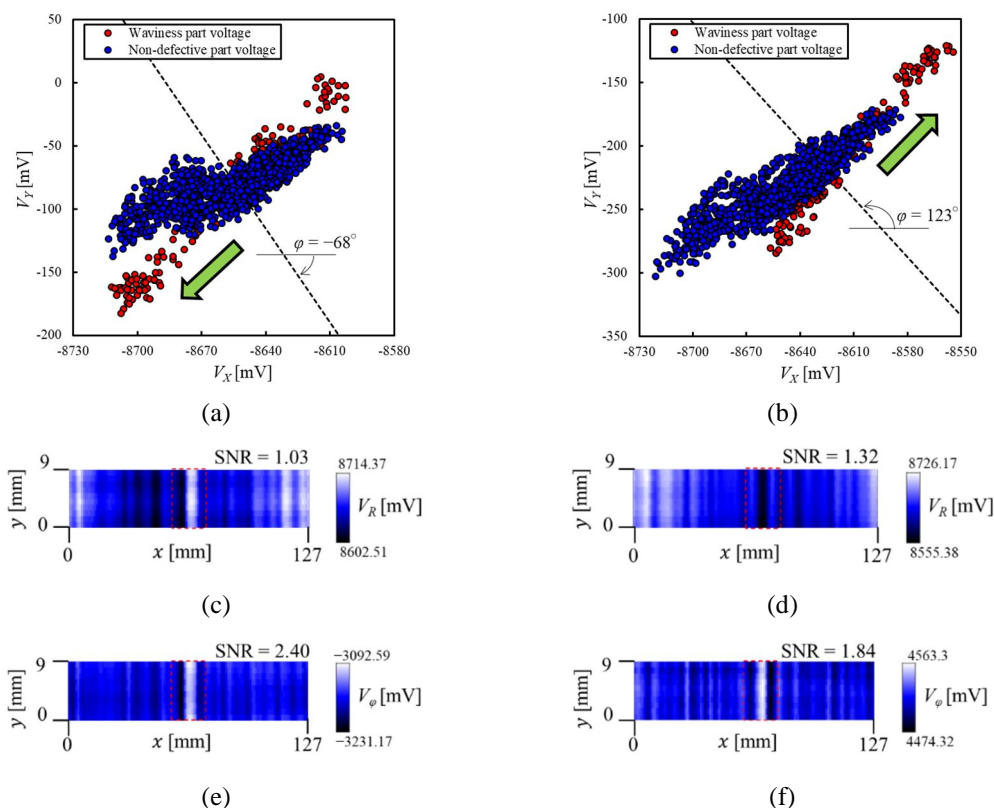 50
0
-50
-100
-150
-200
V_Y [mV]
Waviness part voltage
Non-defective part voltage
φ = −68°
-8730 -8700 -8670 -8640 -8610 -8580
V_X [mV]
(a)
-100
-150
-200
-250
-300
-350
V_Y [mV]
Waviness part voltage
Non-defective part voltage
φ = 123°
-8730 -8700 -8670 -8640 -8610 -8580 -8550
V_X [mV]
(b)
SNR = 1.03
y [mm]
9
0
0 127
x [mm]
8714.37
V_R [mV]
8602.51
(c)
SNR = 1.32
y [mm]
9
0
0 127
x [mm]
8726.17
V_R [mV]
8555.38
(d)
SNR = 2.40
y [mm]
9
0
0 127
x [mm]
−3092.59
V_φ [mV]
−3231.17
(e)
SNR = 1.84
y [mm]
9
0
0 127
x [mm]
4563.3
V_φ [mV]
4474.32
(f)